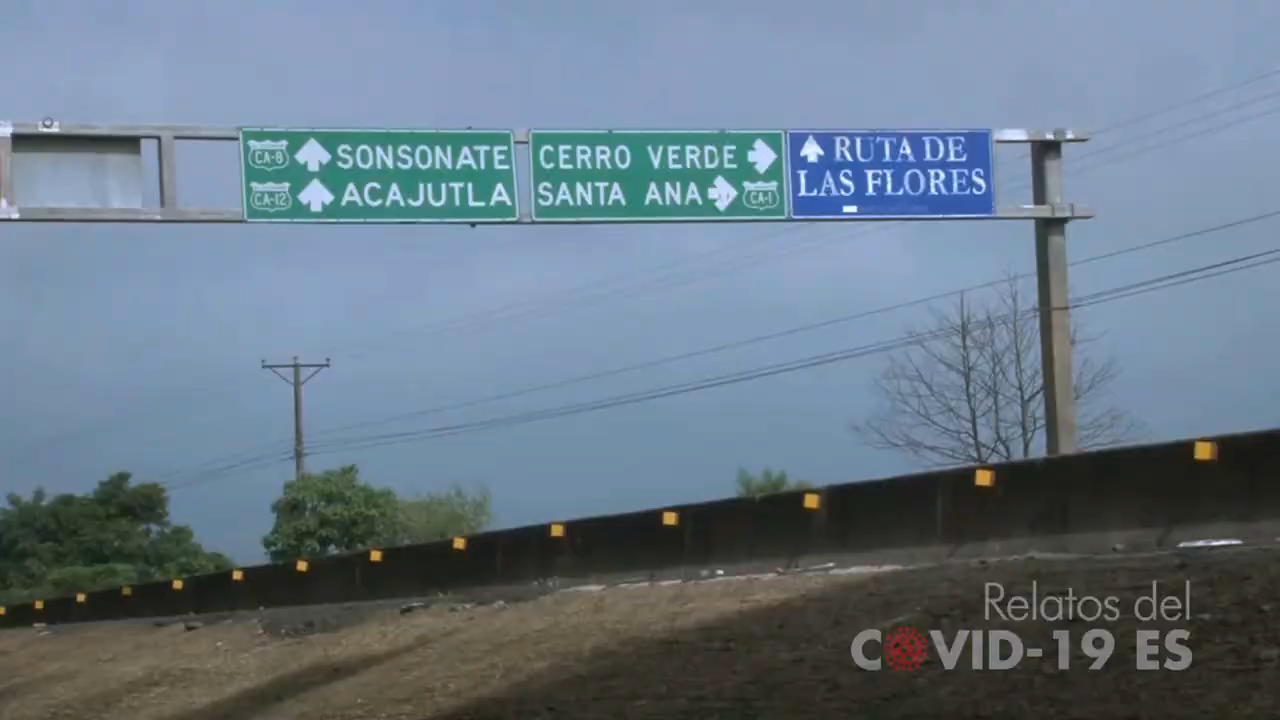 CA-8 SONSONATE
CA-12 ACAJUTLA
CERRO VERDE
SANTA ANA CA-1
RUTA DE
LAS FLORES
Relatos del
COVID-19 ES